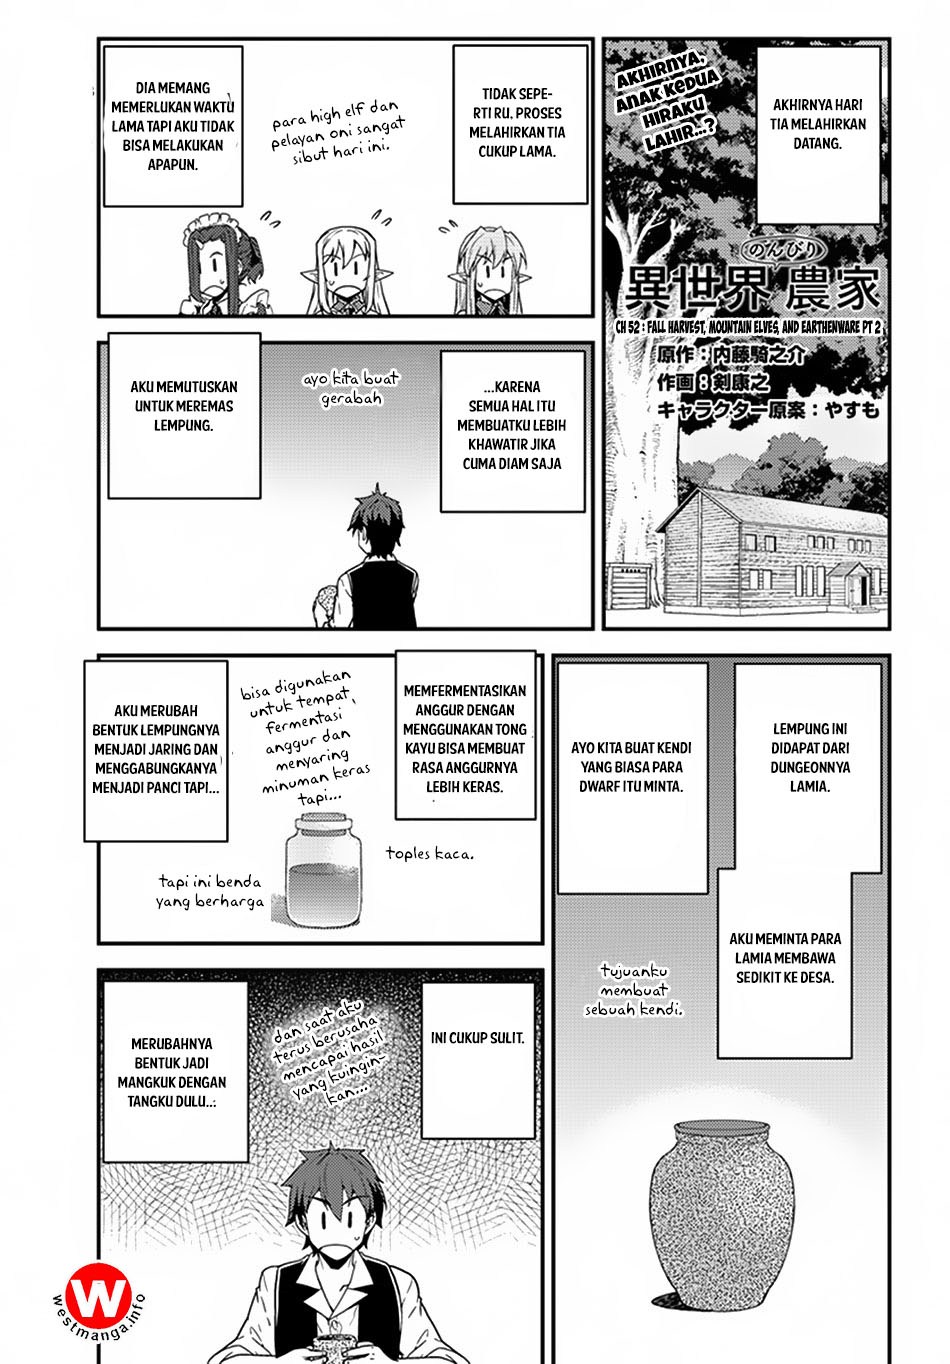 AKHIRNYA HARI
TIA MELAHIRKAN
DATANG.
AKHIRNYA,
ANAK KEDUA
HIRAKU
LAHIR...?
のんびり
異世界 農家
CH 52 : FALL HARVEST, MOUNTAIN ELVES, AND EARTHENWARE PT 2
原作：内藤騎之介
作画：剣康之
キャラクター原案：やすも
TIDAK SEPE-
RTI RU, PROSES
MELAHIRKAN TIA
CUKUP LAMA.
para high elf dan
pelayan oni sangat
sibut hari ini.
DIA MEMANG
MEMERLUKAN WAKTU
LAMA TAPI AKU TIDAK
BISA MELAKUKAN
APAPUN.
...KARENA
SEMUA HAL ITU
MEMBUATKU LEBIH
KHAWATIR JIKA
CUMA DIAM SAJA
ayo kita buat
gerabah
AKU MEMUTUSKAN
UNTUK MEREMAS
LEMPUNG.
LEMPUNG INI
DIDAPAT DARI
DUNGEONNYA
LAMIA.
AKU MEMINTA PARA
LAMIA MEMBAWA
SEDIKIT KE DESA.
AYO KITA BUAT KENDI
YANG BIASA PARA
DWARF ITU MINTA.
tujuanku
membuat
sebuah kendi.
MEMFERMENTASIKAN
ANGGUR DENGAN
MENGGUNAKAN TONG
KAYU BISA MEMBUAT
RASA ANGGURNYA
LEBIH KERAS.
bisa digunakan
untuk tempat
fermentasi
anggur dan
menyaring
minuman keras
tapi...
toples kaca.
tapi ini benda
yang berharga
AKU MERUBAH
BENTUK LEMPUNGNYA
MENJADI JARING DAN
MENGGABUNGKANYA
MENJADI PANCI TAPI...
INI CUKUP SULIT.
dan saat aku
terus berusaha
mencapai hasil
yang kuingin-
kan...
MERUBAHNYA
BENTUK JADI
MANGKUK DENGAN
TANGKU DULU...
W
westmanga.info